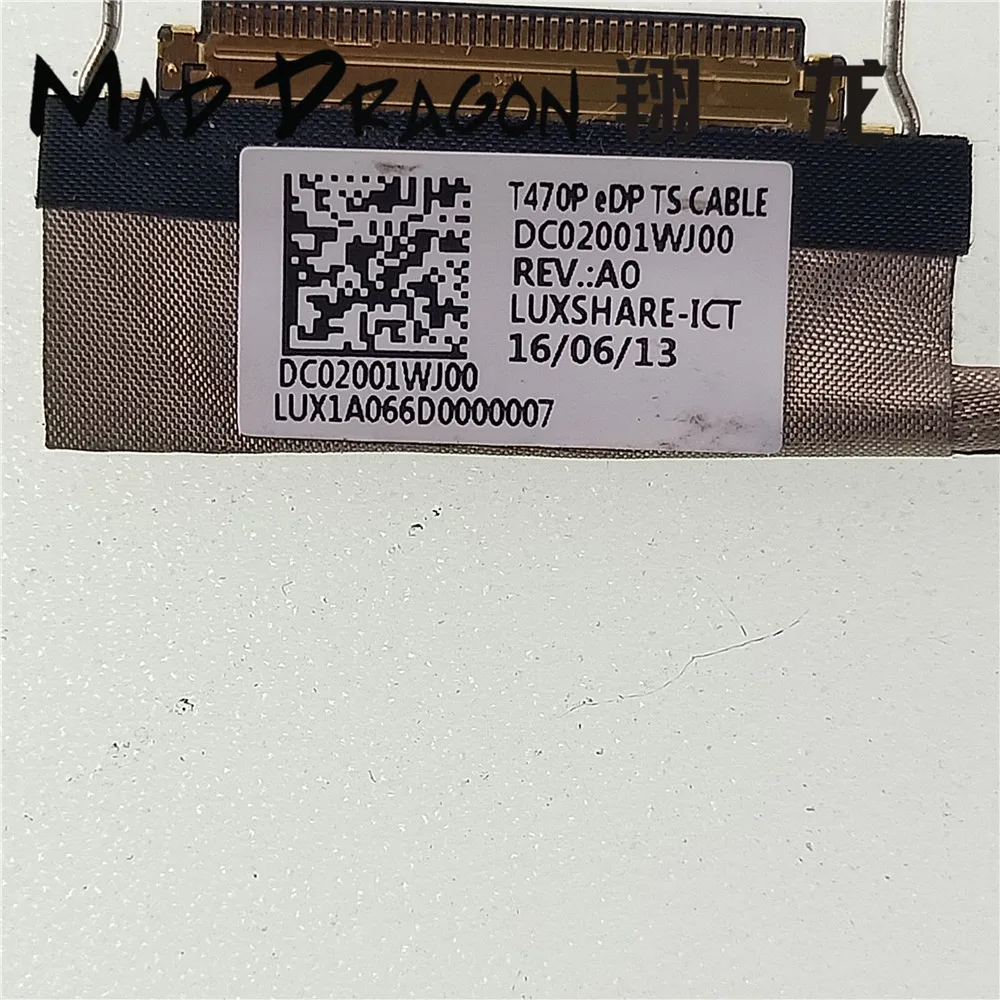 MAD DRAGON 翔 龙
T470P eDP TS CABLE
DC02001WJ00
REV.:A0
LUXSHARE-ICT
16/06/13
DC02001WJ00
LUX1A066D0000007